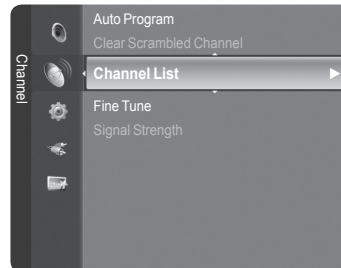 Channel
Auto Program
Clear Scrambled Channel
Channel List
Fine Tune
Signal Strength